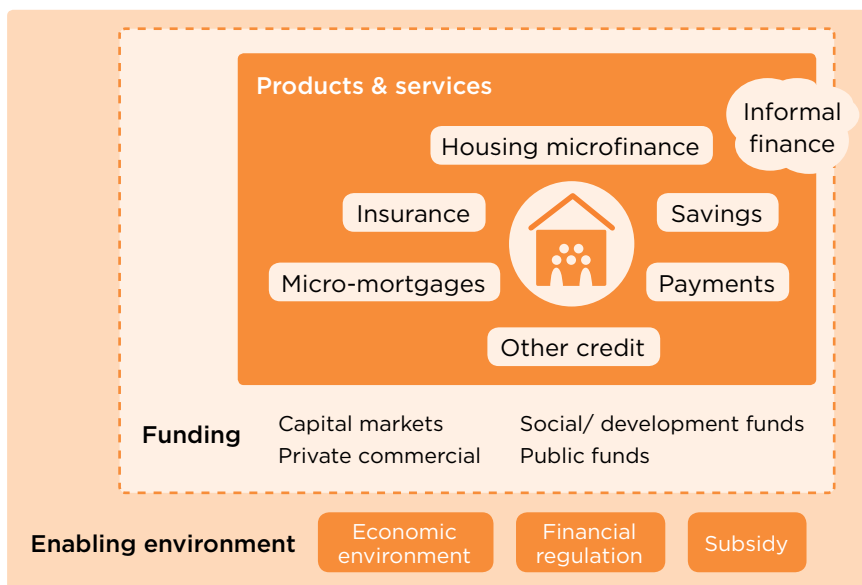 Products & services
Informal
finance
Housing microfinance
Insurance
Savings
Micro-mortgages
Payments
Other credit
Funding
Capital markets
Social/ development funds
Private commercial
Public funds
Enabling environment
Economic
environment
Financial
regulation
Subsidy